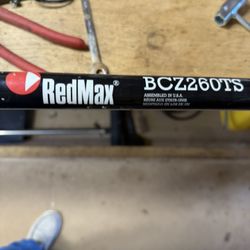 RedMax®
BCZ260TS
ASSEMBLED IN U.S.A.